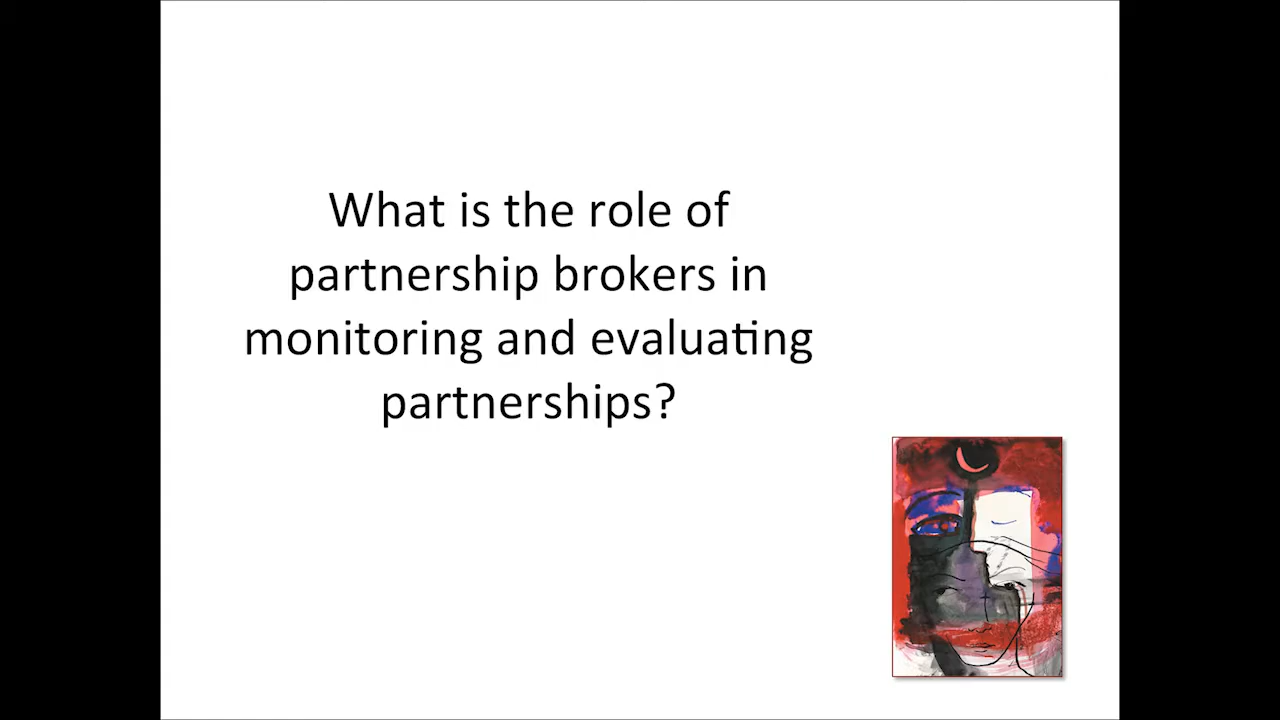 What is the role of
partnership brokers in
monitoring and evaluating
partnerships?